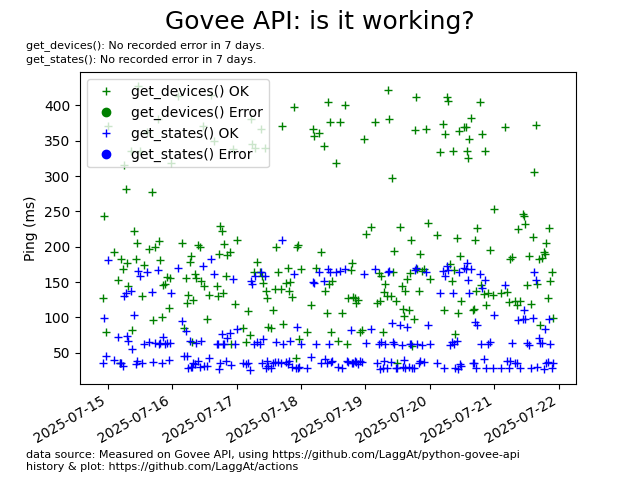 Govee API: is it working?
get_devices(): No recorded error in 7 days.
get_states(): No recorded error in 7 days.
get_devices() OK
get_devices() Error
get_states() OK
get_states() Error
Ping (ms)
400
350
300
250
200
150
100
50
2025-07-15
2025-07-16
2025-07-17
2025-07-18
2025-07-19
2025-07-20
2025-07-21
2025-07-22
data source: Measured on Govee API, using https://github.com/LaggAt/python-govee-api
history & plot: https://github.com/LaggAt/actions